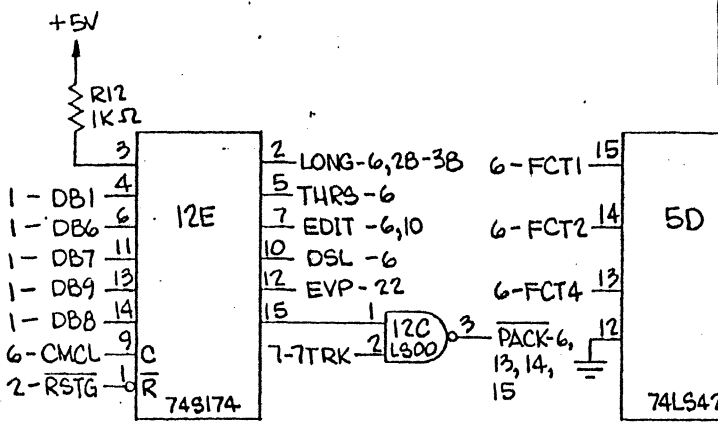 +5V
R12
1KΩ
3
1 - DB1 4
1 - DB6 6
1 - DB7 11
1 - DB9 13
1 - DB8 14
6-CMCL 9 C
2-RSTG 1 R
12E
74S174
2 LONG-6,2B-3B
5 THRS-6
7 EDIT-6,10
10 DSL-6
12 EVP-22
15
1
7-7TRK 2
12C
LS00
3 PACK-6,
13,14,
15
6-FCT1 15
6-FCT2 14
6-FCT4 13
12
5D
74LS42